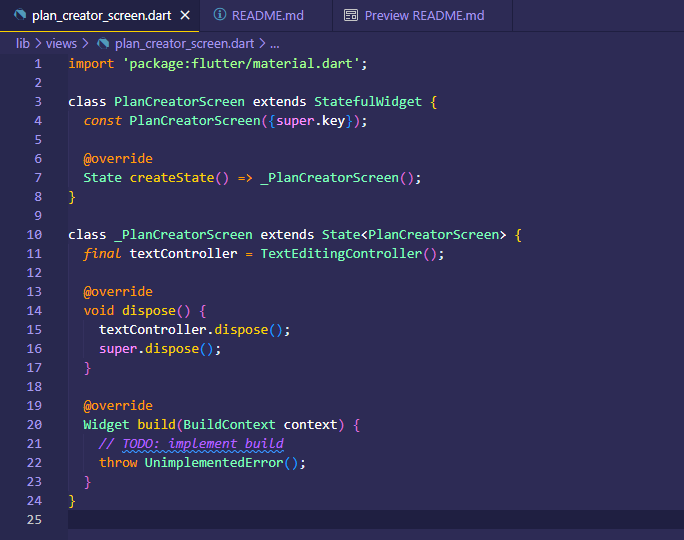 plan_creator_screen.dart × README.md Preview README.md
lib > views > plan_creator_screen.dart > ...
1 import 'package:flutter/material.dart';
2
3 class PlanCreatorScreen extends StatefulWidget {
4   const PlanCreatorScreen({super.key});
5
6   @override
7   State createState() => _PlanCreatorScreen();
8 }
9
10 class _PlanCreatorScreen extends State<PlanCreatorScreen> {
11   final textController = TextEditingController();
12
13   @override
14   void dispose() {
15     textController.dispose();
16     super.dispose();
17   }
18
19   @override
20   Widget build(BuildContext context) {
21     // TODO: implement build
22     throw UnimplementedError();
23   }
24 }
25